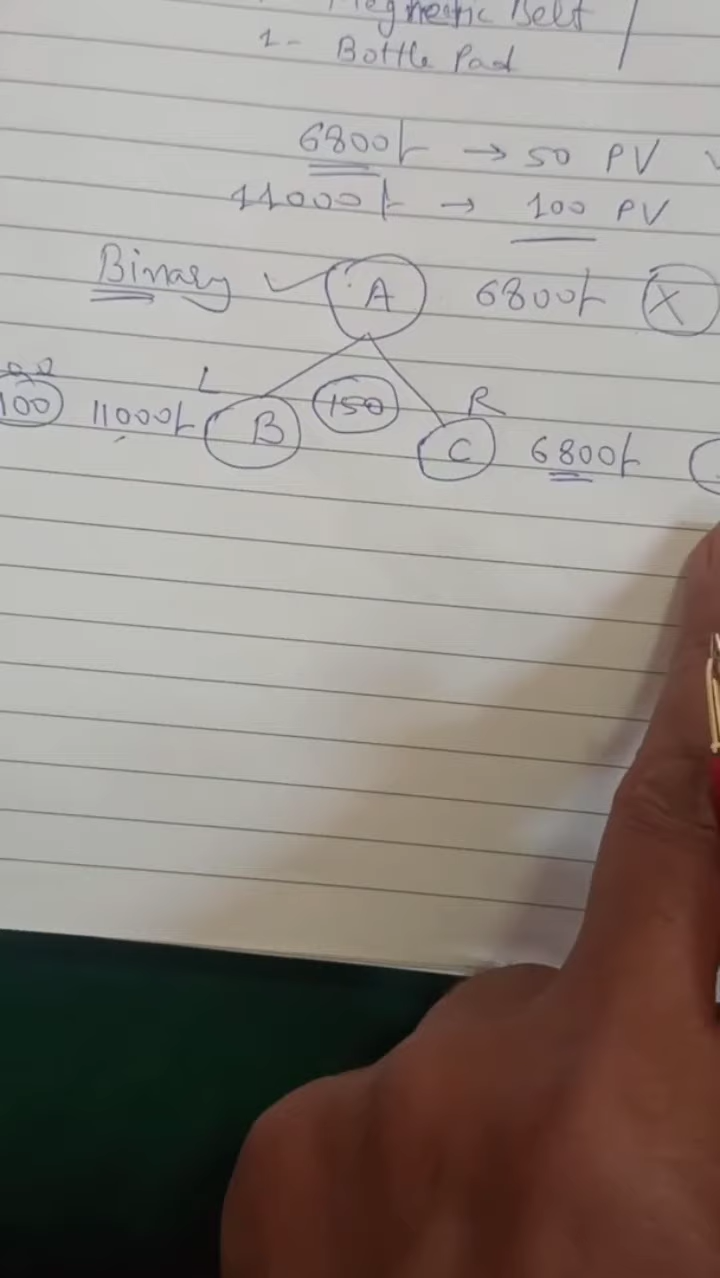 Magnetic Belt
1- Bottle Pad
6800/- → 50 PV
11000/- → 100 PV
Binary ✓ A 6800/- X
L 150 R
100 11000/- B C 6800/-